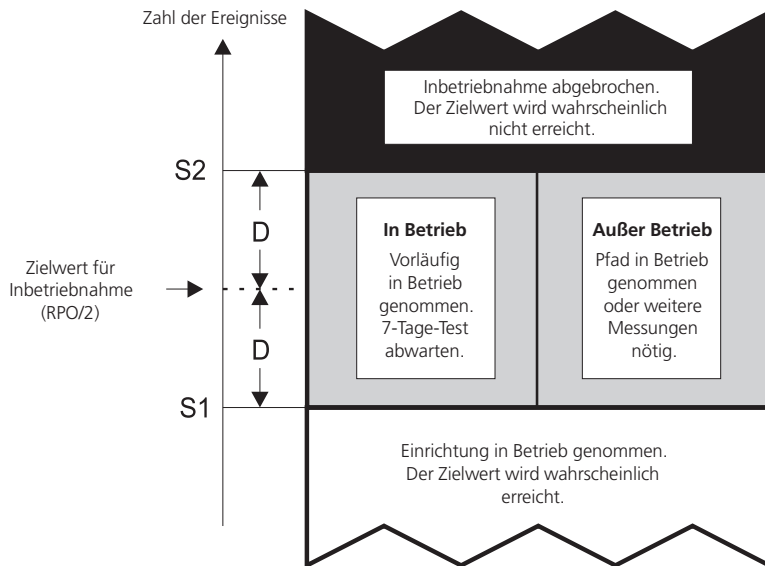 Zahl der Ereignisse
Inbetriebnahme abgebrochen.
Der Zielwert wird wahrscheinlich
nicht erreicht.
S2
D
Zielwert für
Inbetriebnahme
(RPO/2)
D
S1
In Betrieb
Vorläufig
in Betrieb
genommen.
7-Tage-Test
abwarten.
Außer Betrieb
Pfad in Betrieb
genommen
oder weitere
Messungen
nötig.
Einrichtung in Betrieb genommen.
Der Zielwert wird wahrscheinlich
erreicht.